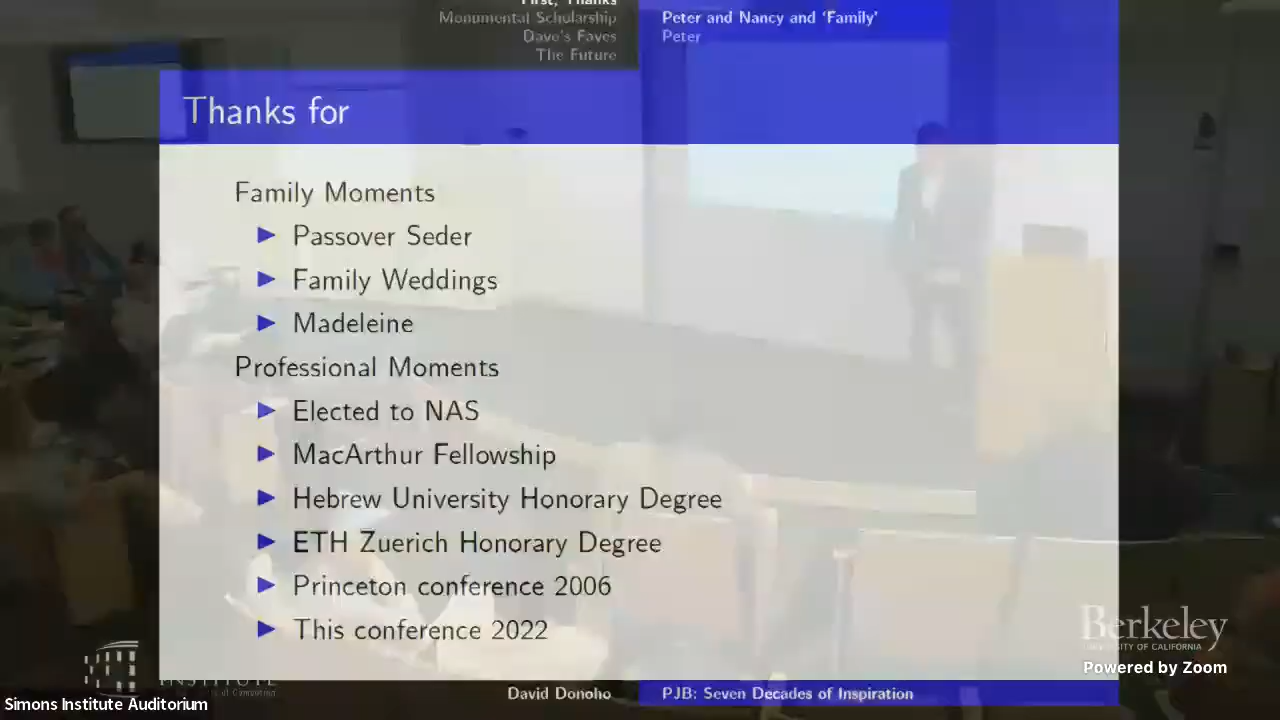 First, Thanks
Monumental Scholarship
Dave's Faves
The Future
Peter and Nancy and ‘Family’
Peter
Thanks for
Family Moments
Passover Seder
Family Weddings
Madeleine
Professional Moments
Elected to NAS
MacArthur Fellowship
Hebrew University Honorary Degree
ETH Zuerich Honorary Degree
Princeton conference 2006
This conference 2022
Berkeley
UNIVERSITY OF CALIFORNIA
Powered by Zoom
INSTITUTE
of Computing
David Donoho
PJB: Seven Decades of Inspiration
Simons Institute Auditorium